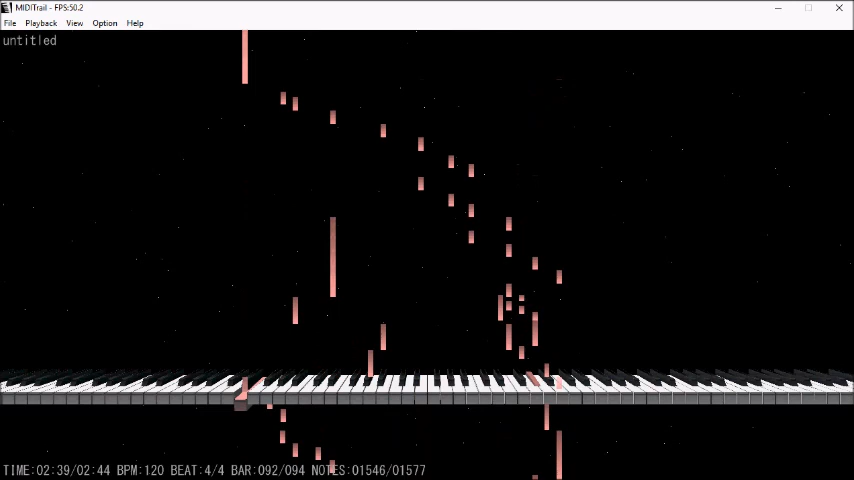 MIDITrail - FPS:50.2
File Playback View Option Help
untitled
TIME:02:39/02:44 BPM:120 BEAT:4/4 BAR:092/094 NOTES:01546/01577